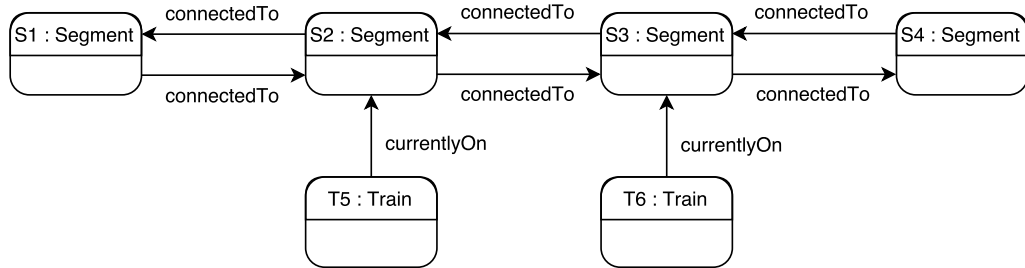 connectedTo
connectedTo
connectedTo
S1 : Segment
S2 : Segment
S3 : Segment
S4 : Segment
connectedTo
connectedTo
connectedTo
currentlyOn
currentlyOn
T5 : Train
T6 : Train